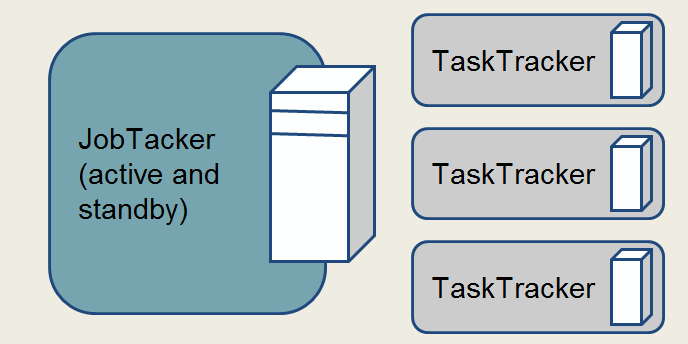 JobTacker
(active and
standby)
TaskTracker
TaskTracker
TaskTracker